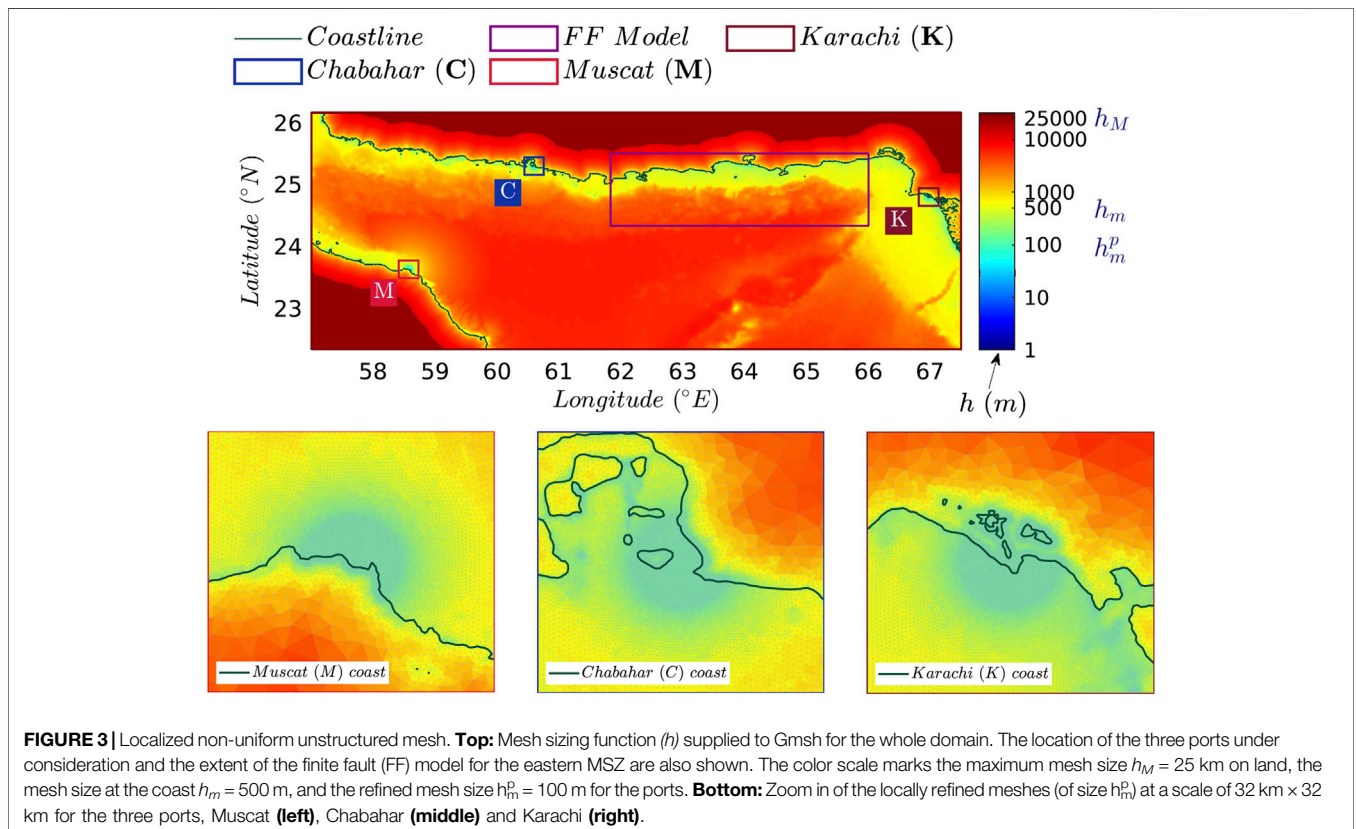 Coastline FF Model Karachi (K)
Chabahar (C) Muscat (M)
26
25
24
23
Latitude (°N)
C
K
M
58 59 60 61 62 63 64 65 66 67
Longitude (°E)
25000 h_M
10000
1000
500 h_m
100 h_m^p
10
1
h (m)
Muscat (M) coast
Chabahar (C) coast
Karachi (K) coast
FIGURE 3 | Localized non-uniform unstructured mesh. Top: Mesh sizing function (h) supplied to Gmsh for the whole domain. The location of the three ports under
consideration and the extent of the finite fault (FF) model for the eastern MSZ are also shown. The color scale marks the maximum mesh size h_M = 25 km on land, the
mesh size at the coast h_m = 500 m, and the refined mesh size h_m^p = 100 m for the ports. Bottom: Zoom in of the locally refined meshes (of size h_m^p) at a scale of 32 km × 32
km for the three ports, Muscat (left), Chabahar (middle) and Karachi (right).